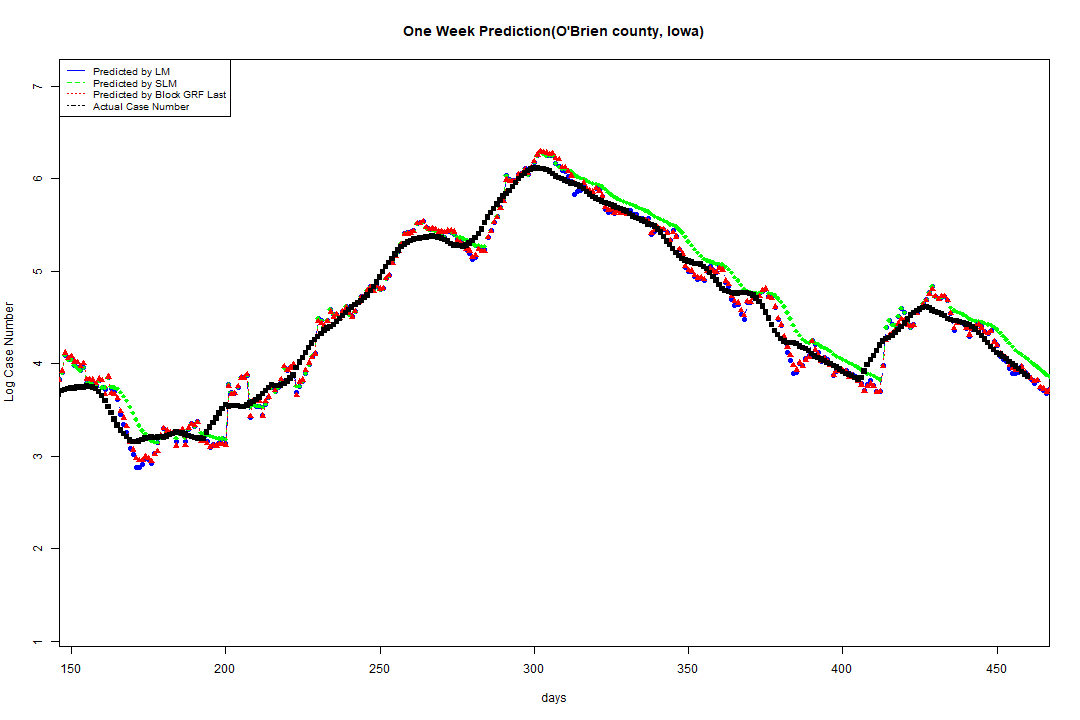 One Week Prediction(O'Brien county, Iowa)
Predicted by LM
Predicted by SLM
Predicted by Block GRF Last
Actual Case Number
Log Case Number
7
6
5
4
3
2
1
150 200 250 300 350 400 450
days